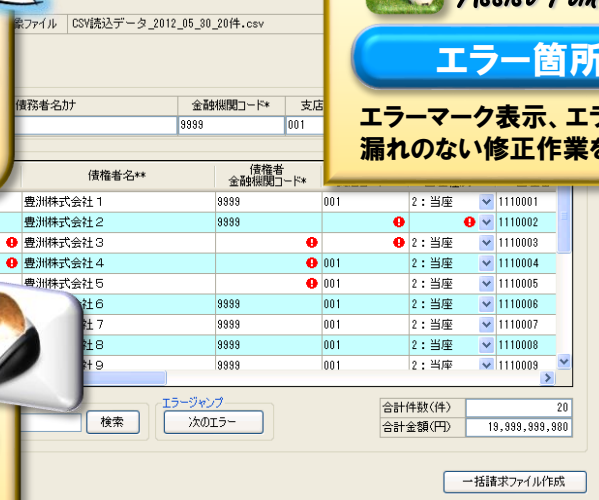 象ファイル CSV読込データ_2012_05_30_20件.csv
エラー箇所
エラーマーク表示、エラ
漏れのない修正作業を
債務者名カナ 金融機関コード* 支店
9999 001
債権者名** 債権者
金融機関コード*
豊洲株式会社1 9999 001 2:当座 1110001
豊洲株式会社2 9999 1110002
豊洲株式会社3 2:当座 1110003
豊洲株式会社4 001 2:当座 1110004
豊洲株式会社5 001 2:当座 1110005
社6 9999 001 2:当座 1110006
社7 9999 001 2:当座 1110007
社8 9999 001 2:当座 1110008
社9 9999 001 2:当座 1110009
エラージャンプ
検索 次のエラー
合計件数(件) 20
合計金額(円) 19,999,999,980
一括請求ファイル作成